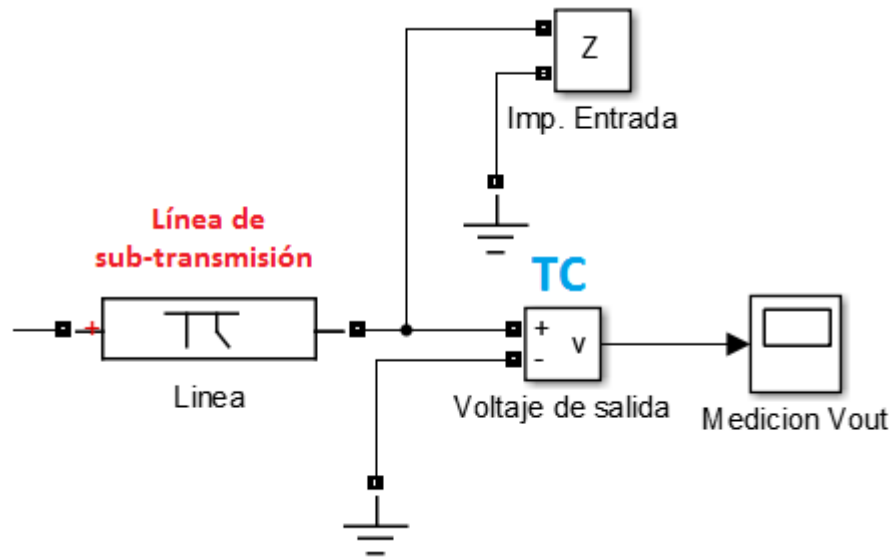 Z
Imp. Entrada
Línea de
sub-transmisión
TC
+
+
v
-
Linea
Voltaje de salida
Medicion Vout